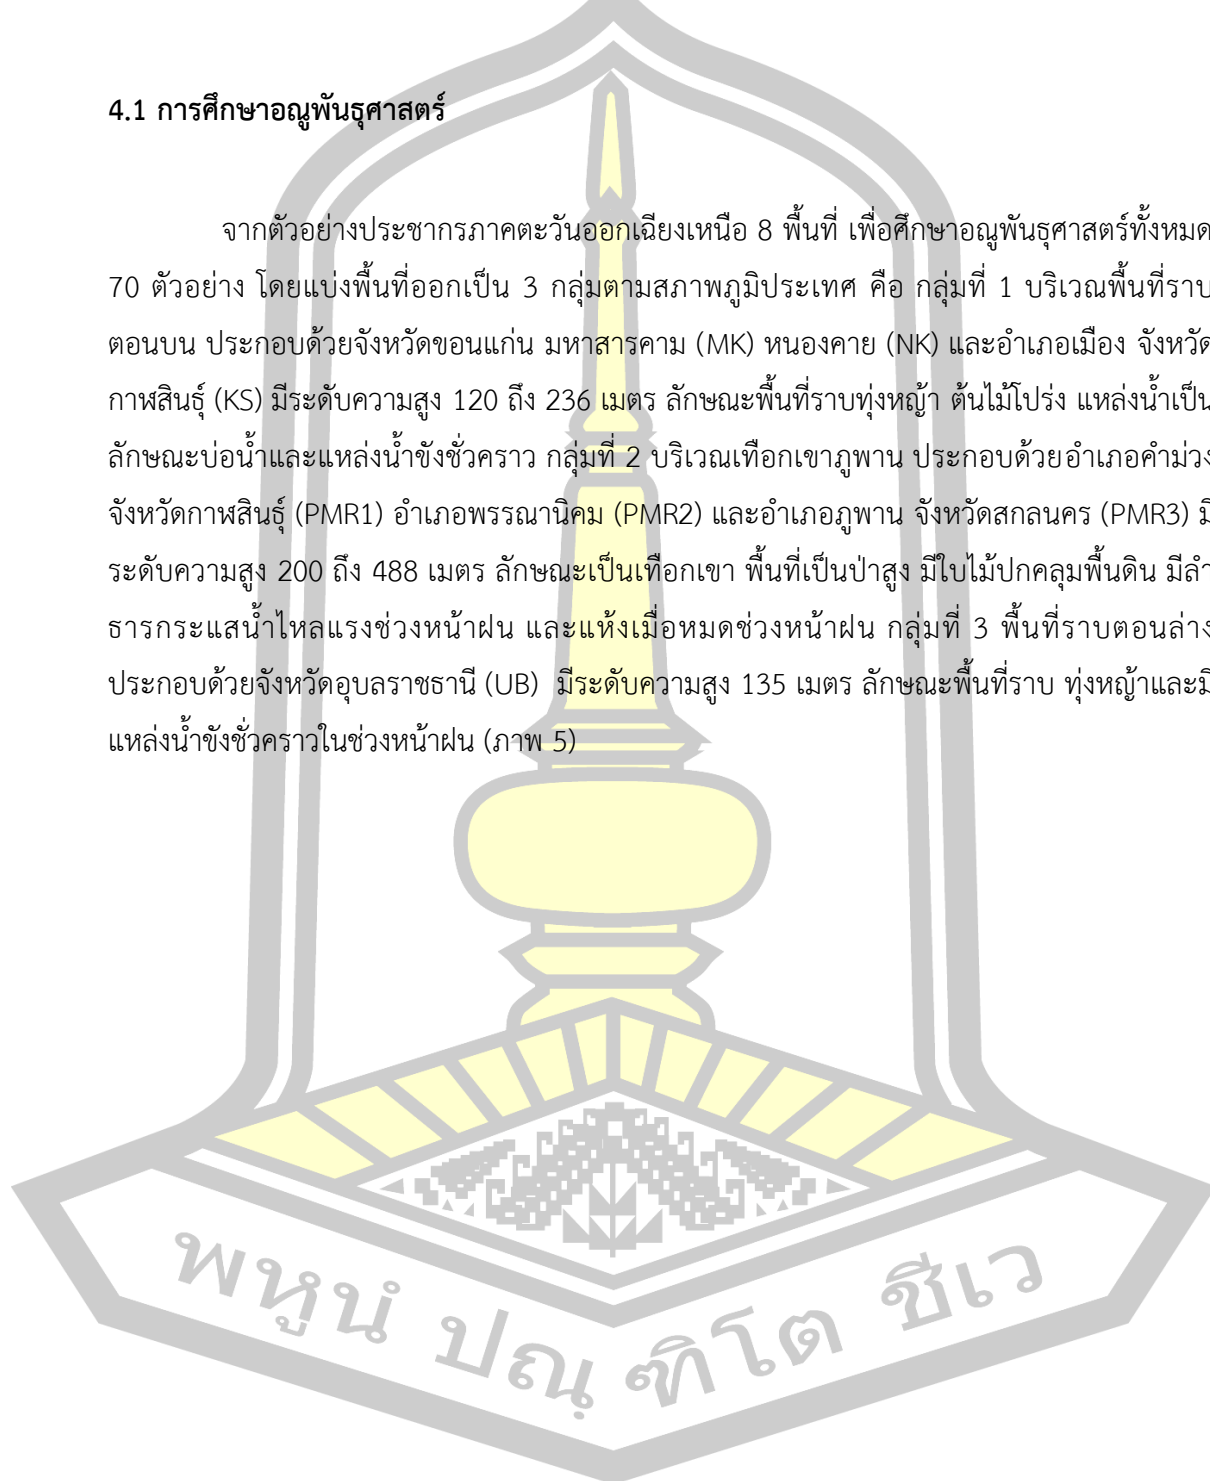 4.1 การศึกษาอณูพันธุศาสตร์
จากตัวอย่างประชากรภาคตะวันออกเฉียงเหนือ 8 พื้นที่ เพื่อศึกษาอณูพันธุศาสตร์ทั้งหมด
70 ตัวอย่าง โดยแบ่งพื้นที่ออกเป็น 3 กลุ่มตามสภาพภูมิประเทศ คือ กลุ่มที่ 1 บริเวณพื้นที่ราบ
ตอนบน ประกอบด้วยจังหวัดขอนแก่น มหาสารคาม (MK) หนองคาย (NK) และอำเภอเมือง จังหวัด
กาฬสินธุ์ (KS) มีระดับความสูง 120 ถึง 236 เมตร ลักษณะพื้นที่ราบทุ่งหญ้า ต้นไม้โปร่ง แหล่งน้ำเป็น
ลักษณะบ่อน้ำและแหล่งน้ำขังชั่วคราว กลุ่มที่ 2 บริเวณเทือกเขาภูพาน ประกอบด้วยอำเภอคำม่วง
จังหวัดกาฬสินธุ์ (PMR1) อำเภอพรรณานิคม (PMR2) และอำเภอภูพาน จังหวัดสกลนคร (PMR3) มี
ระดับความสูง 200 ถึง 488 เมตร ลักษณะเป็นเทือกเขา พื้นที่เป็นป่าสูง มีใบไม้ปกคลุมพื้นดิน มีลำ
ธารกระแสน้ำไหลแรงช่วงหน้าฝน และแห้งเมื่อหมดช่วงหน้าฝน กลุ่มที่ 3 พื้นที่ราบตอนล่าง
ประกอบด้วยจังหวัดอุบลราชธานี (UB) มีระดับความสูง 135 เมตร ลักษณะพื้นที่ราบ ทุ่งหญ้าและมี
แหล่งน้ำขังชั่วคราวในช่วงหน้าฝน (ภาพ 5)
พหูนํ ปณฺ ฑิโต ชีเว